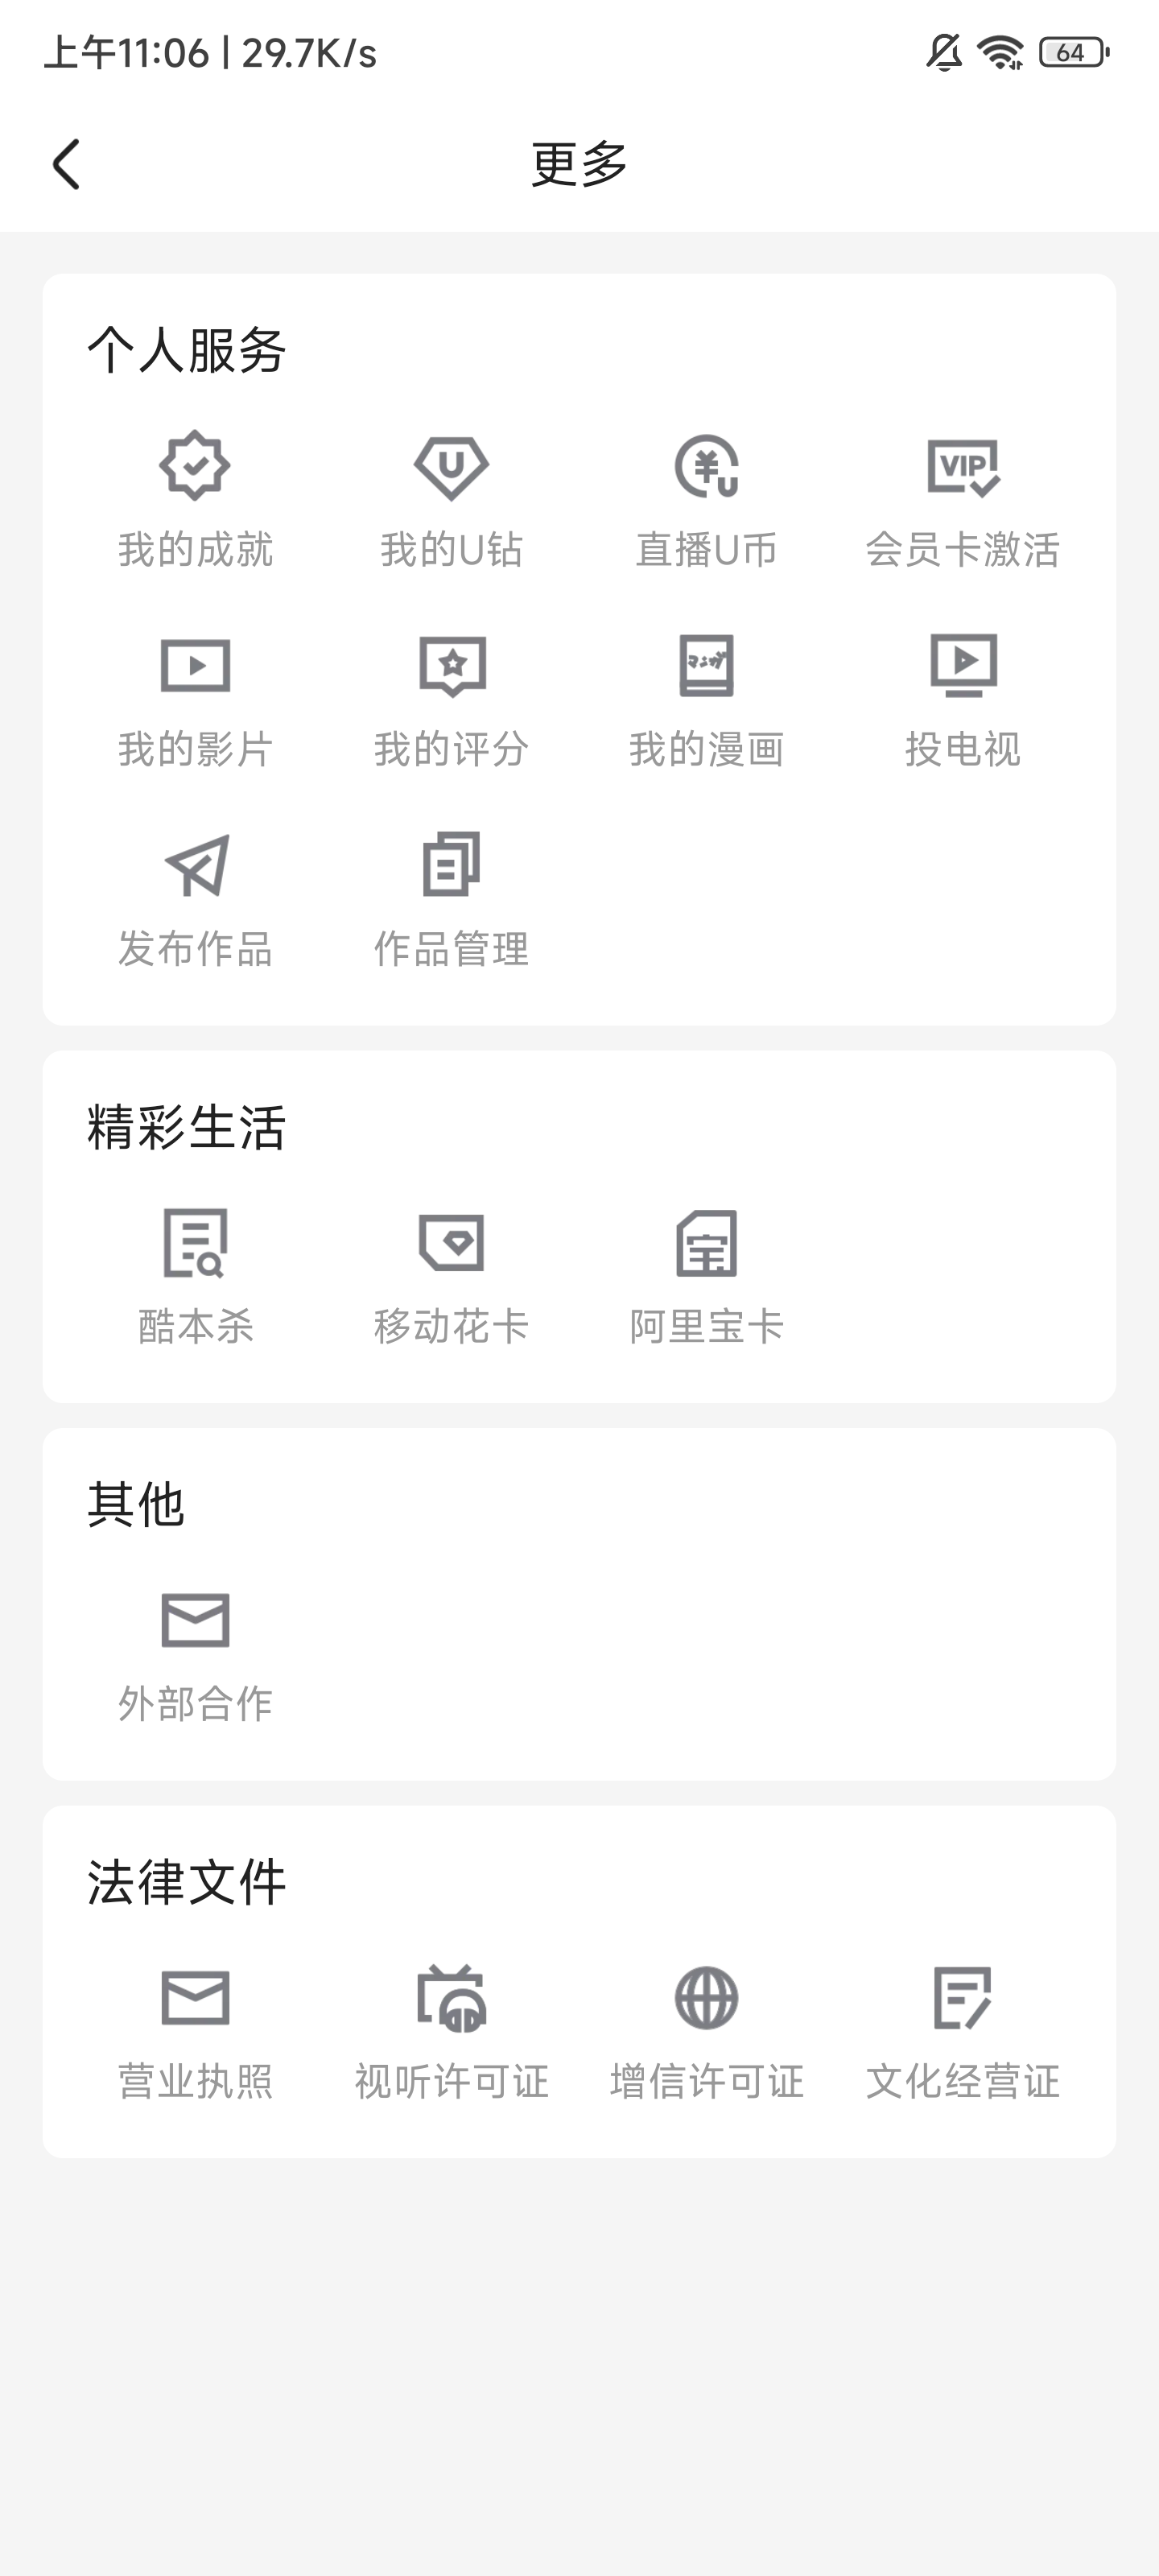 上午11:06 | 29.7K/s
64
更多
个人服务
我的成就 我的U钻 直播U币 会员卡激活
我的影片 我的评分 我的漫画 投电视
发布作品 作品管理
精彩生活
酷本杀 移动花卡 阿里宝卡
其他
外部合作
法律文件
营业执照 视听许可证 增信许可证 文化经营证